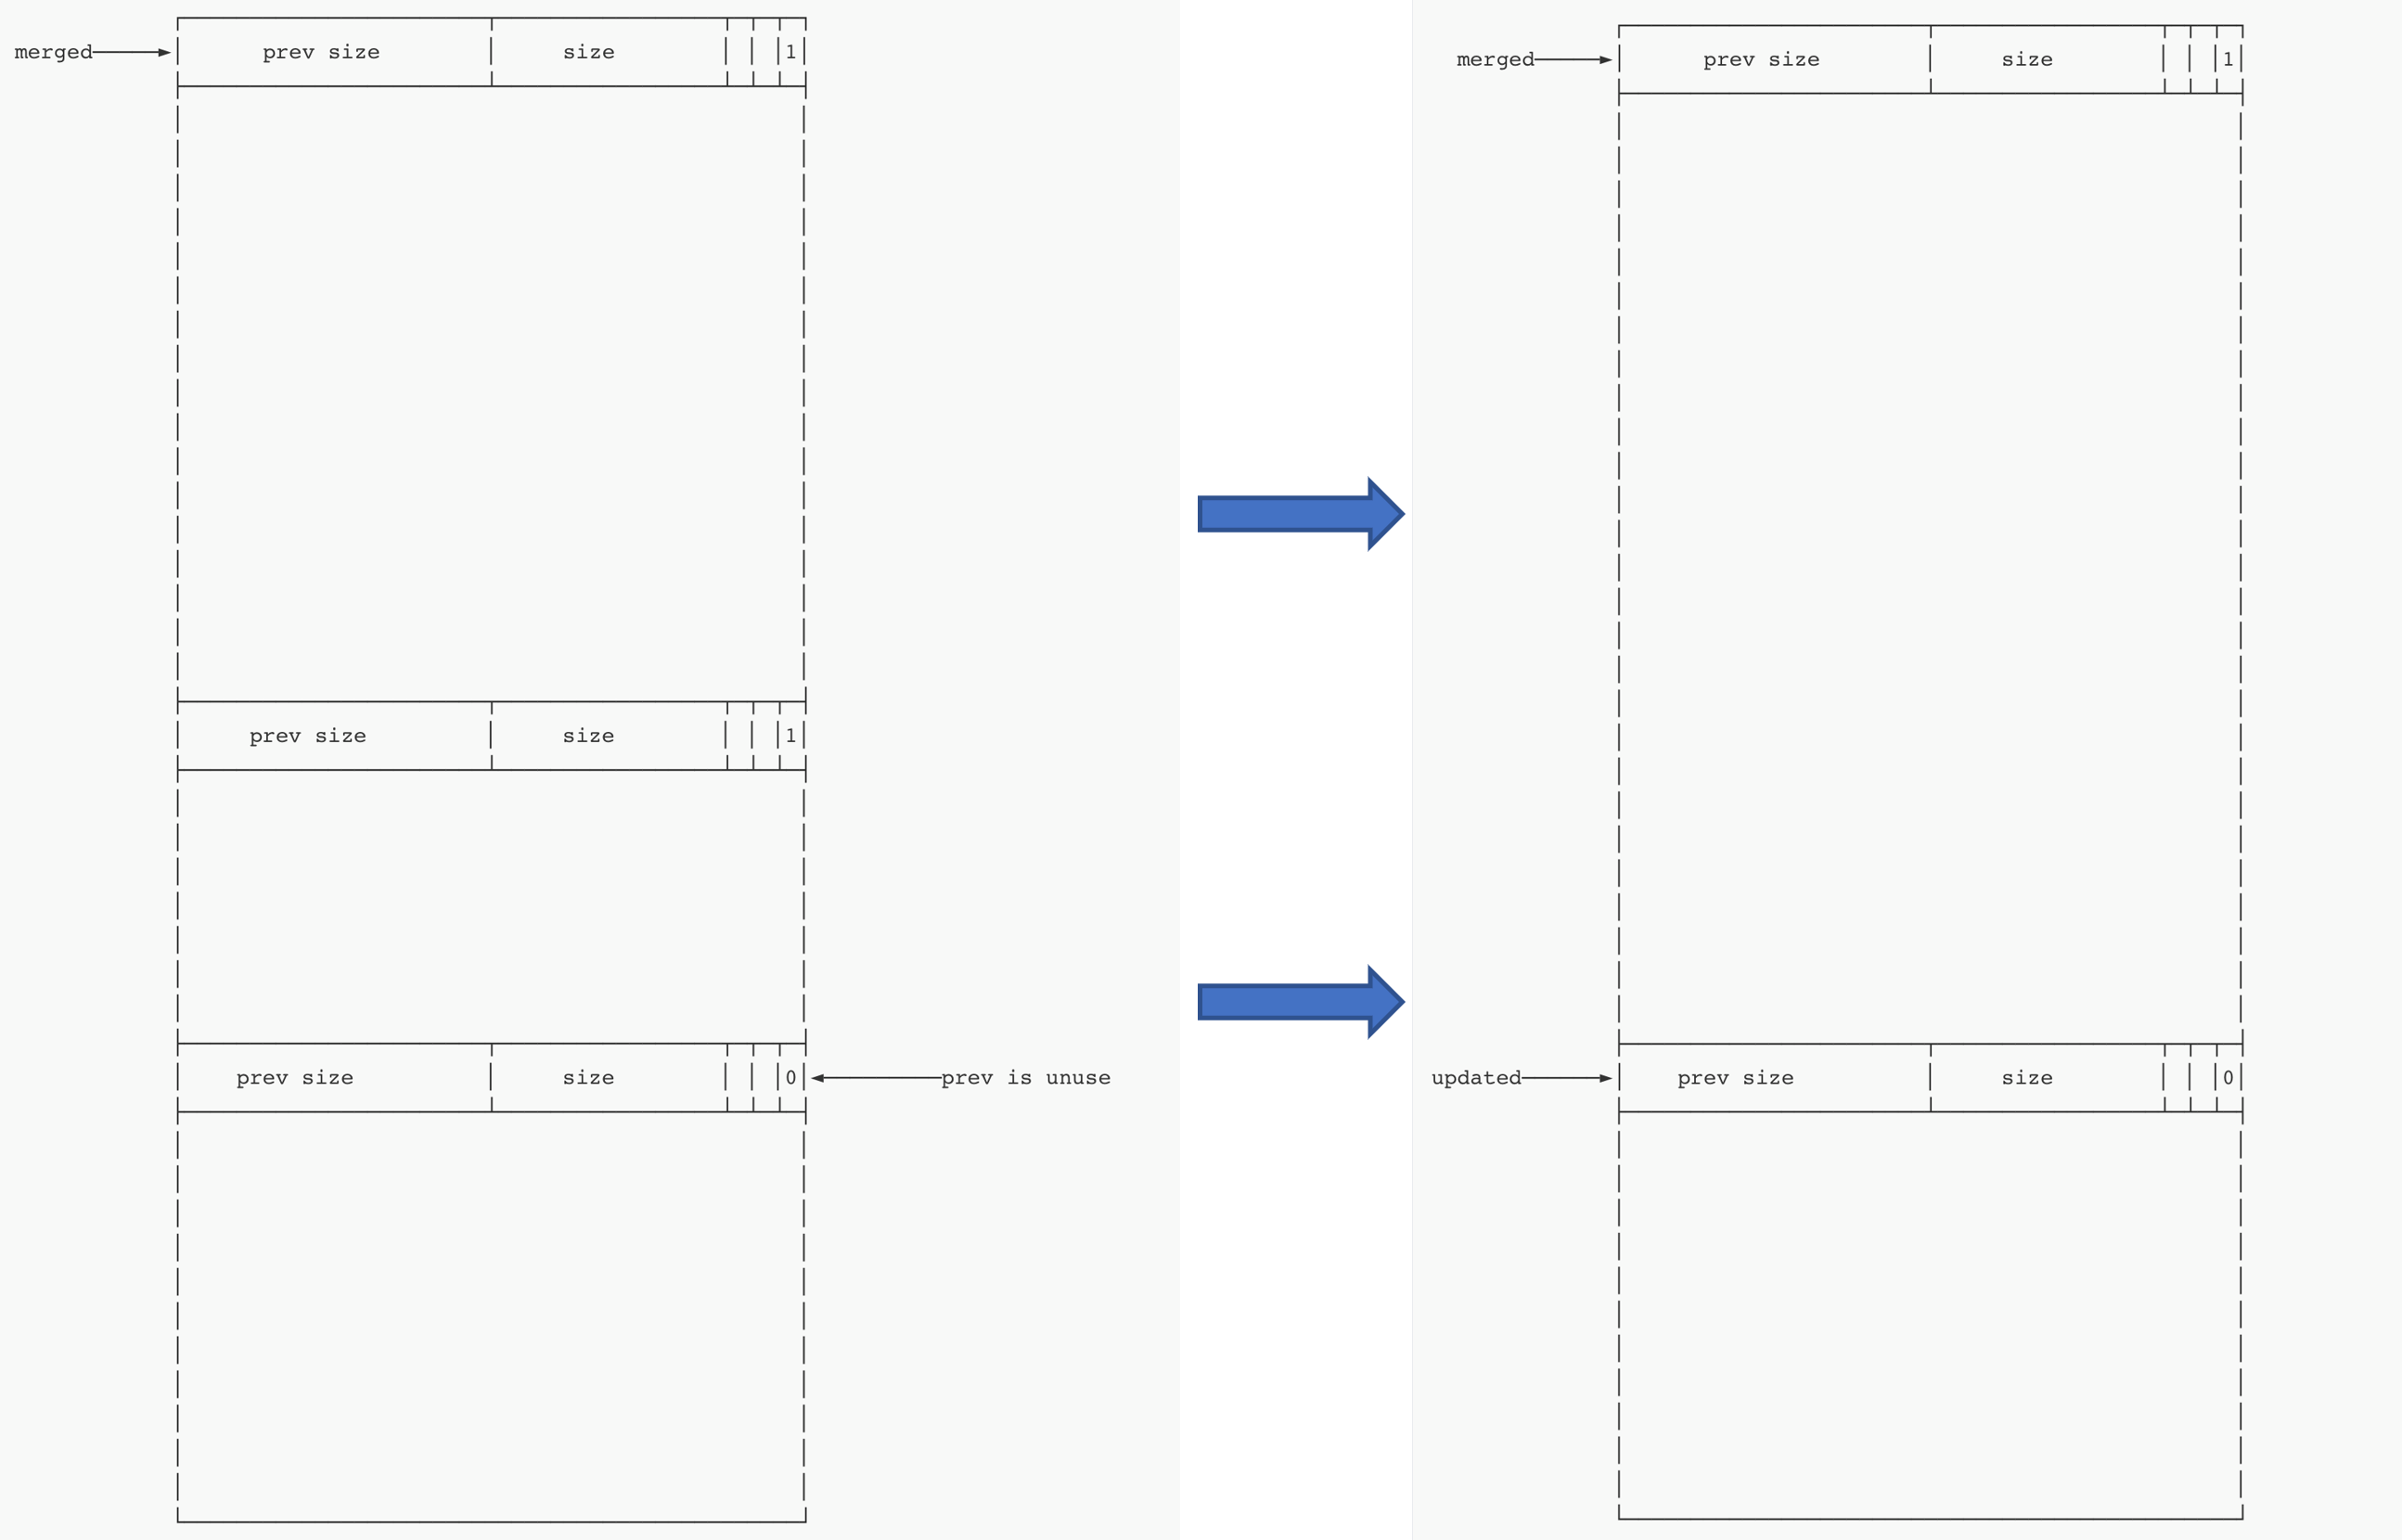 merged prev size size 1
prev size size 1
prev size size 0 prev is unuse
merged prev size size 1
updated prev size size 0